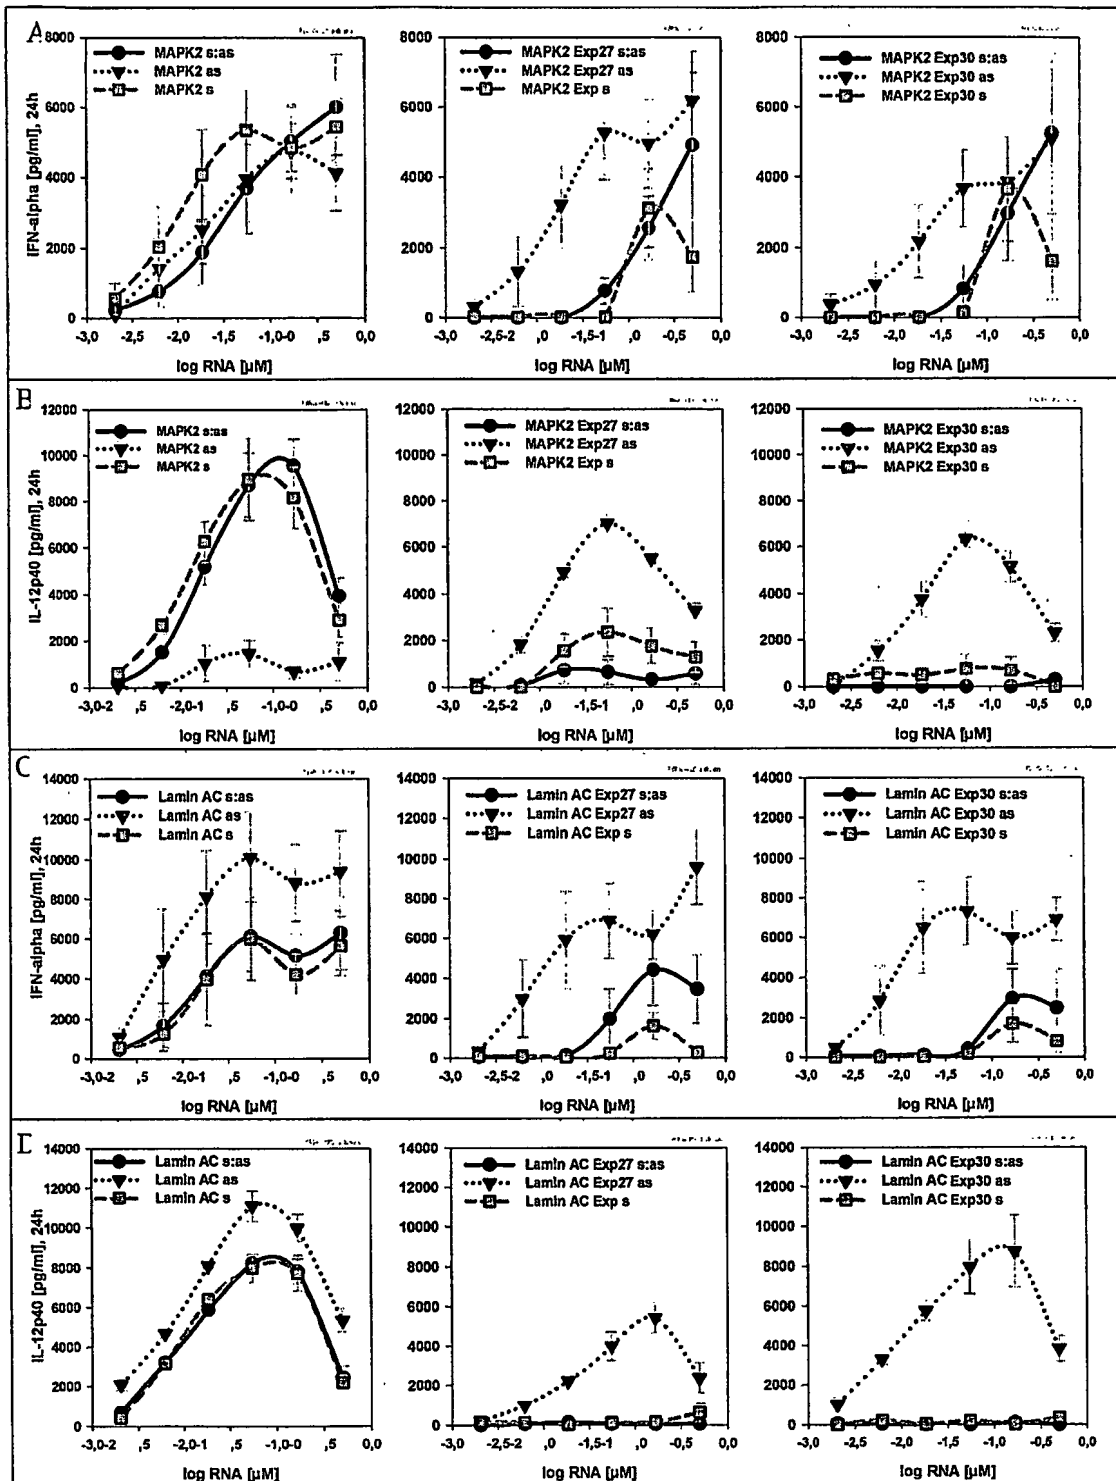 A
MAPK2 s:as
MAPK2 as
MAPK2 s
IFN-alpha [pg/ml], 24h
8000
6000
4000
2000
0
-3,0 -2,5 -2,0 -1,5 -1,0 -0,5 0,0
log RNA [µM]
MAPK2 Exp27 s:as
MAPK2 Exp27 as
MAPK2 Exp s
8000
6000
4000
2000
0
-3,0 -2,5-2 ,0 -1,5 -1,0 -0,5 0,0
log RNA [µM]
MAPK2 Exp30 s:as
MAPK2 Exp30 as
MAPK2 Exp30 s
8000
6000
4000
2000
0
-3,0 -2,5 -2,0 -1,5 -1,0 -0,5 0,0
log RNA [µM]
B
MAPK2 s:as
MAPK2 as
MAPK2 s
IL-12p40 [pg/ml], 24h
12000
10000
8000
6000
4000
2000
0
-3,0-2 ,5 -2,0-1 ,5 -1,0-0 ,5 0,0
log RNA [µM]
MAPK2 Exp27 s:as
MAPK2 Exp27 as
MAPK2 Exp s
12000
10000
8000
6000
4000
2000
0
-3,0 -2,5-2 ,0 -1,5-1 ,0 -0,5 0,0
log RNA [µM]
MAPK2 Exp30 s:as
MAPK2 Exp30 as
MAPK2 Exp30 s
12000
10000
8000
6000
4000
2000
0
-3,0 -2,5 -2,0 -1,5 -1,0 -0,5 0,0
log RNA [µM]
C
Lamin AC s:as
Lamin AC as
Lamin AC s
IFN-alpha [pg/ml], 24h
14000
12000
10000
8000
6000
4000
2000
0
-3,0-2 ,5 -2,0-1 ,5 -1,0-0 ,5 0,0
log RNA [µM]
Lamin AC Exp27 s:as
Lamin AC Exp27 as
Lamin AC Exp s
14000
12000
10000
8000
6000
4000
2000
0
-3,0 -2,5-2 ,0 -1,5-1 ,0 -0,5 0,0
log RNA [µM]
Lamin AC Exp30 s:as
Lamin AC Exp30 as
Lamin AC Exp30 s
14000
12000
10000
8000
6000
4000
2000
0
-3,0 -2,5 -2,0 -1,5 -1,0 -0,5 0,0
log RNA [µM]
Lamin AC s:as
Lamin AC as
Lamin AC s
IL-12p40 [pg/ml], 24h
14000
12000
10000
8000
6000
4000
2000
0
-3,0-2 ,5 -2,0-1 ,5 -1,0-0 ,5 0,0
log RNA [µM]
Lamin AC Exp27 s:as
Lamin AC Exp27 as
Lamin AC Exp s
14000
12000
10000
8000
6000
4000
2000
0
-3,0 -2,5-2 ,0 -1,5-1 ,0 -0,5 0,0
log RNA [µM]
Lamin AC Exp30 s:as
Lamin AC Exp30 as
Lamin AC Exp30 s
14000
12000
10000
8000
6000
4000
2000
0
-3,0 -2,5 -2,0 -1,5 -1,0 -0,5 0,0
log RNA [µM]